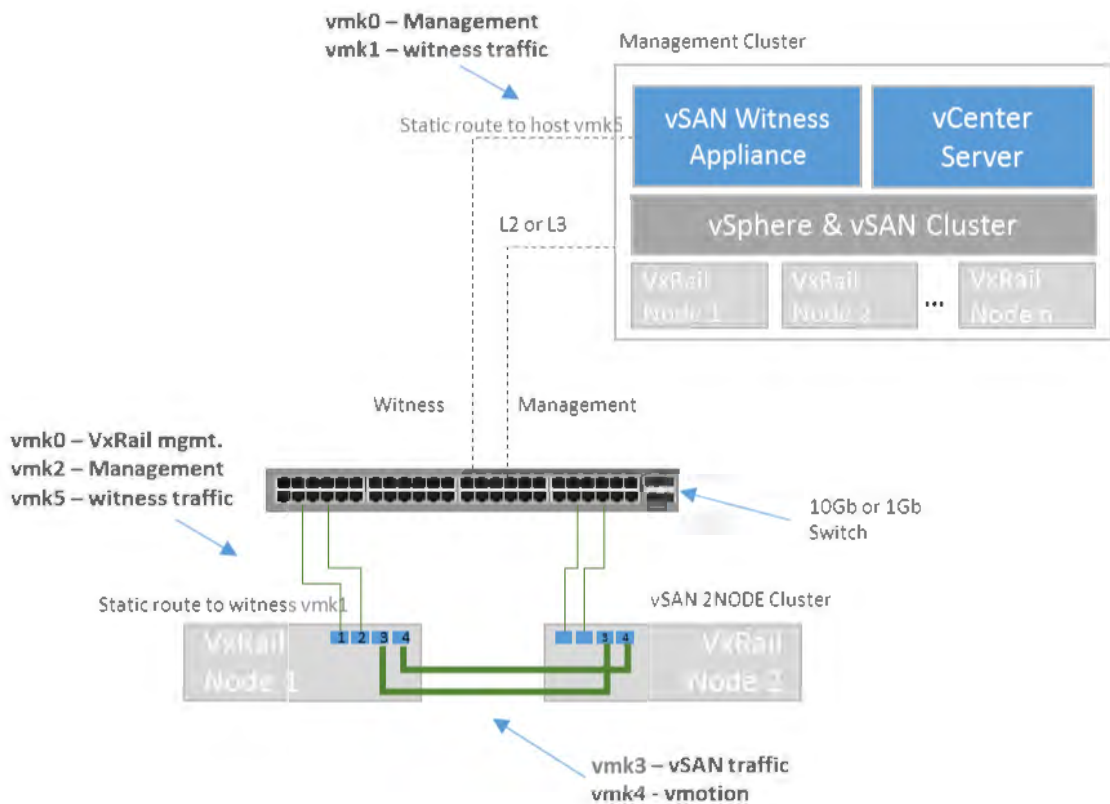 vmk0 – Management
vmk1 – witness traffic
Management Cluster
Static route to host vmk5
vSAN Witness
Appliance
vCenter
Server
L2 or L3
vSphere & vSAN Cluster
VxRail
Node 1
VxRail
Node 2
...
VxRail
Node n
Witness
Management
vmk0 – VxRail mgmt.
vmk2 – Management
vmk5 – witness traffic
10Gb or 1Gb
Switch
Static route to witness vmk1
vSAN 2NODE Cluster
VxRail
Node 1
1 2 3 4
3 4
VxRail
Node 2
vmk3 – vSAN traffic
vmk4 - vmotion